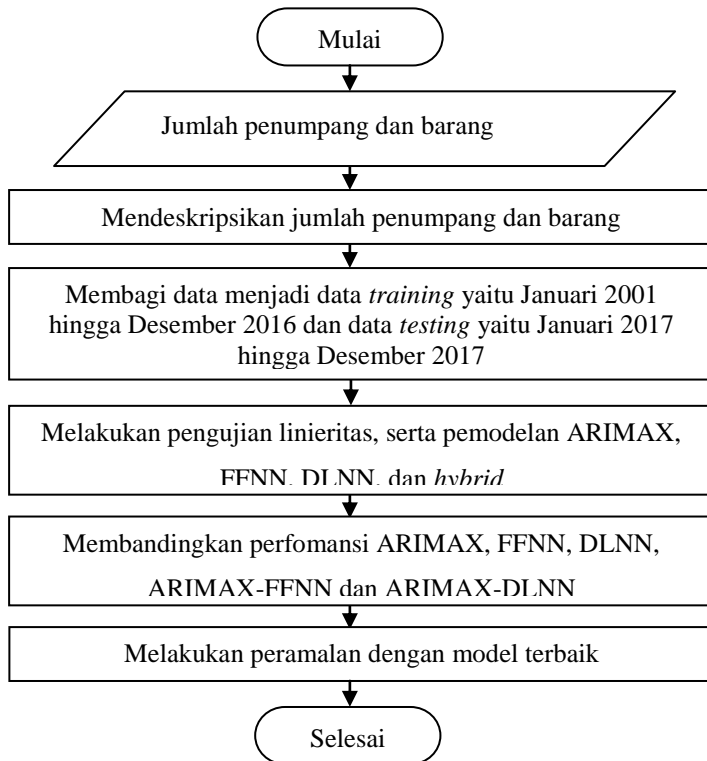 Mulai
Jumlah penumpang dan barang
Mendeskripsikan jumlah penumpang dan barang
Membagi data menjadi data training yaitu Januari 2001
hingga Desember 2016 dan data testing yaitu Januari 2017
hingga Desember 2017
Melakukan pengujian linieritas, serta pemodelan ARIMAX,
FFNN, DLNN, dan hybrid
Membandingkan perfomansi ARIMAX, FFNN, DLNN,
ARIMAX-FFNN dan ARIMAX-DLNN
Melakukan peramalan dengan model terbaik
Selesai